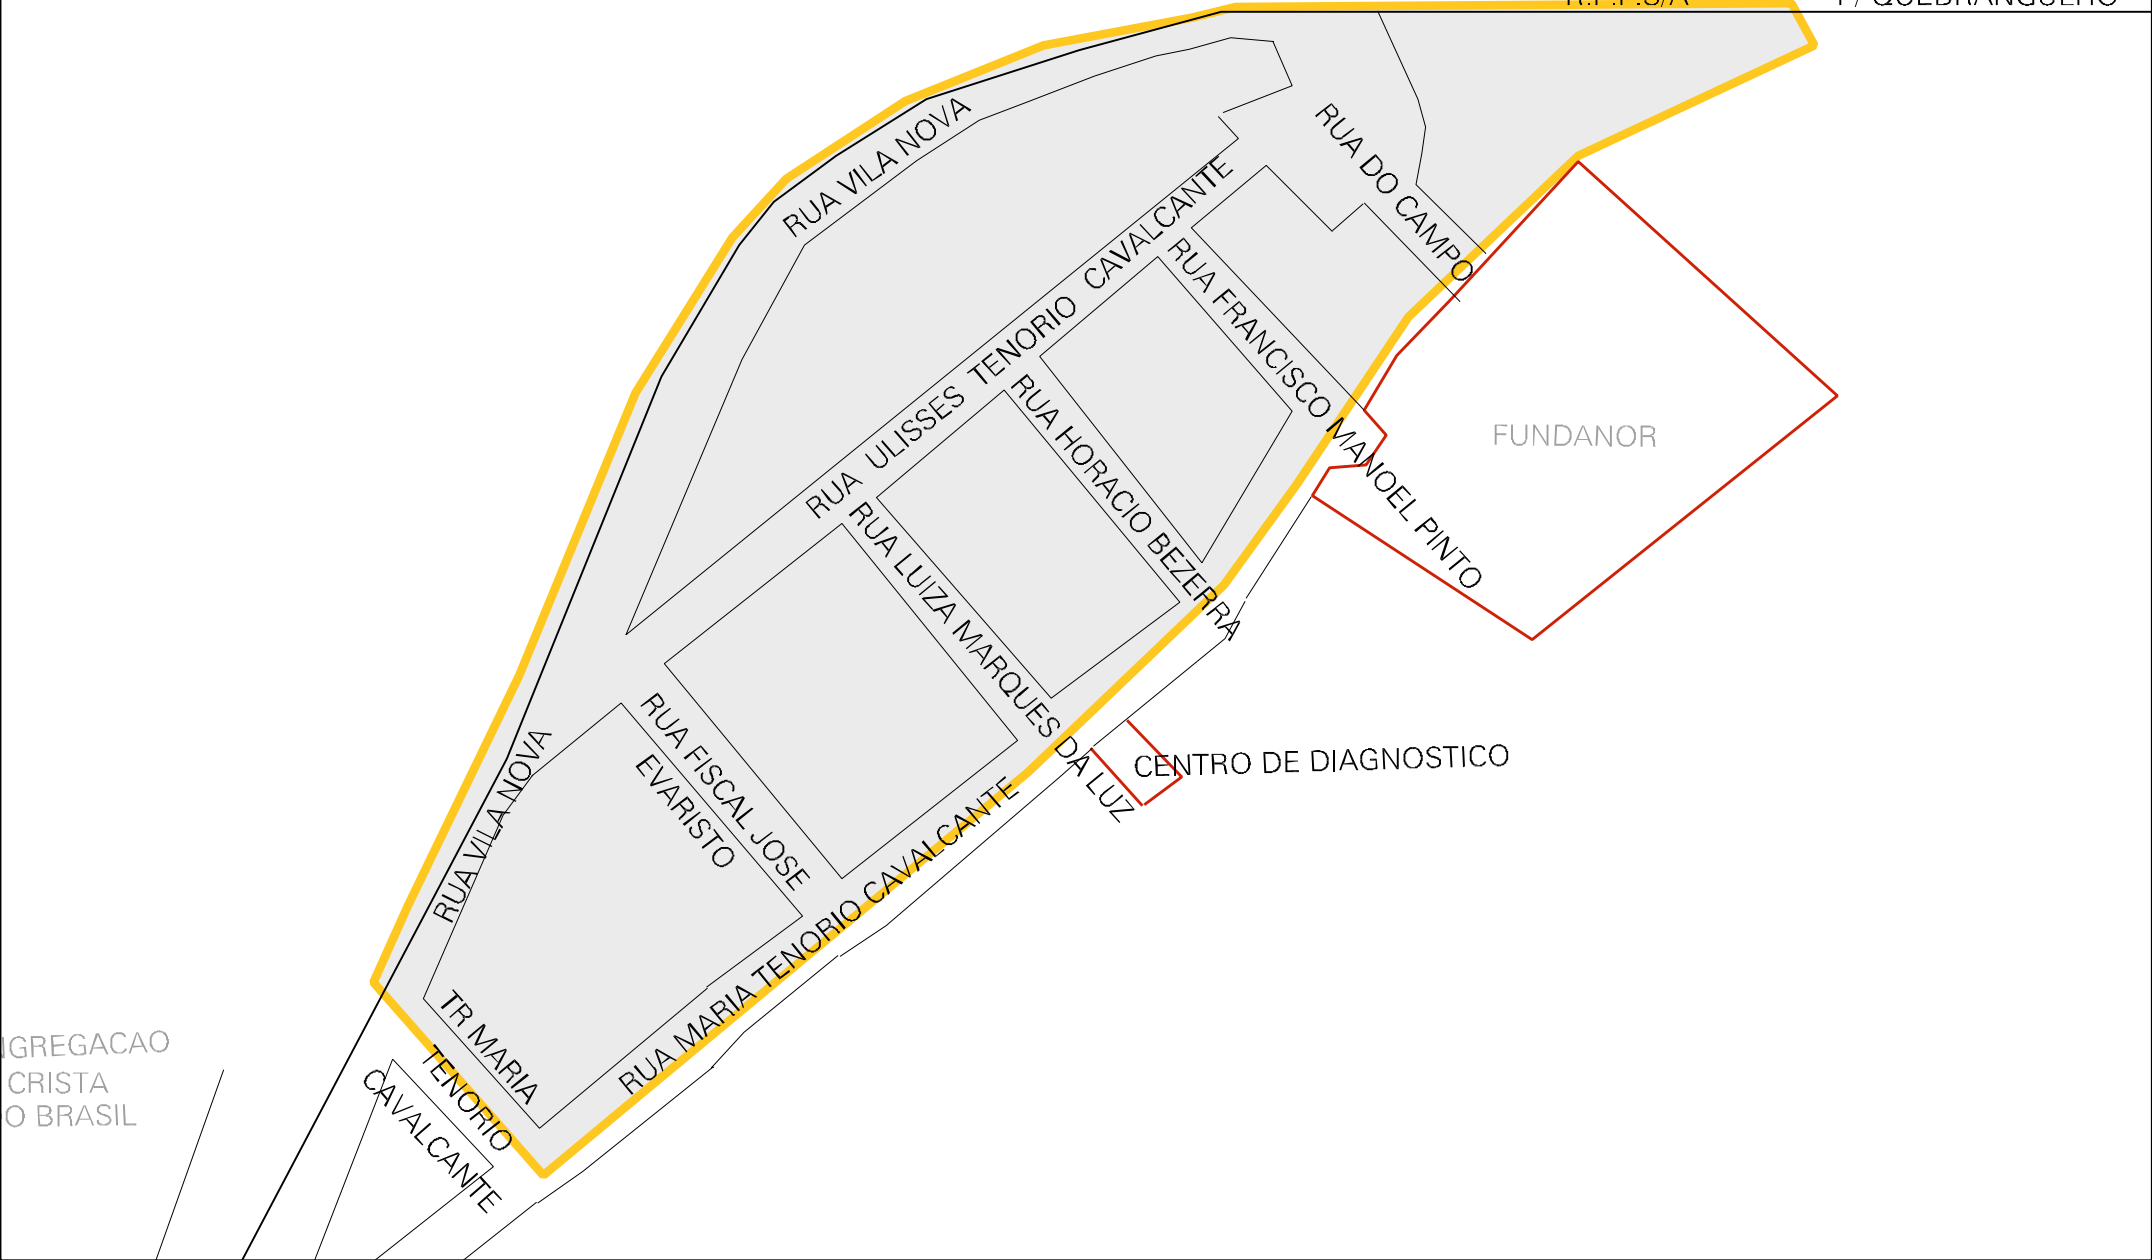 R.F.F.S/A
P/ QUEBRANGULHO
RUA VILA NOVA
RUA DO CAMPO
RUA ULISSES TENORIO CAVALCANTE
RUA FRANCISCO MANOEL PINTO
FUNDANOR
RUA HORACIO BEZERRA
RUA LUIZA MARQUES DA LUZ
CENTRO DE DIAGNOSTICO
RUA FISCAL JOSE
EVARISTO
RUA VILA NOVA
RUA MARIA TENORIO CAVALCANTE
TR MARIA
TENORIO
CAVALCANTE
NGREGACAO
CRISTA
O BRASIL